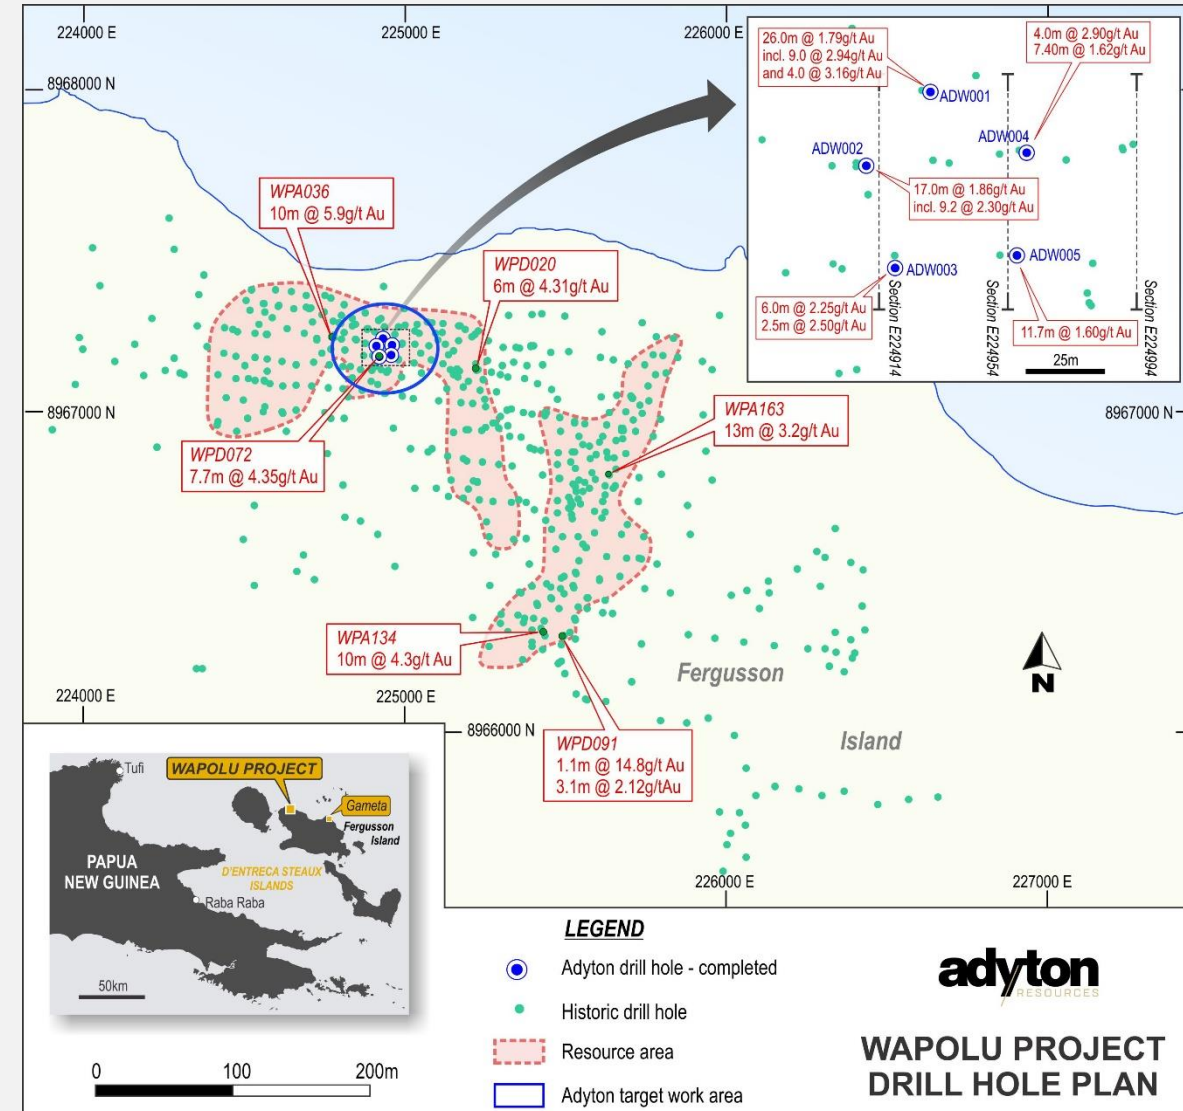 224000 E
225000 E
226000 E
8968000 N
26.0m @ 1.79g/t Au
incl. 9.0 @ 2.94g/t Au
and 4.0 @ 3.16g/t Au
4.0m @ 2.90g/t Au
7.40m @ 1.62g/t Au
ADW001
ADW004
ADW002
17.0m @ 1.86g/t Au
incl. 9.2 @ 2.30g/t Au
ADW003
ADW005
6.0m @ 2.25g/t Au
2.5m @ 2.50g/t Au
11.7m @ 1.60g/t Au
Section E224914
Section E224954
Section E224994
25m
WPA036
10m @ 5.9g/t Au
WPD020
6m @ 4.31g/t Au
8967000 N
8967000 N
WPA163
13m @ 3.2g/t Au
WPD072
7.7m @ 4.35g/t Au
WPA134
10m @ 4.3g/t Au
Fergusson
Island
N
224000 E
225000 E
8966000 N
WPD091
1.1m @ 14.8g/t Au
3.1m @ 2.12g/tAu
226000 E
227000 E
Tufi
WAPOLU PROJECT
Gameta
Fergusson
Island
PAPUA
NEW GUINEA
D'ENTRECA STEAUX
ISLANDS
Raba Raba
50km
0 100 200m
LEGEND
Adyton drill hole - completed
Historic drill hole
Resource area
Adyton target work area
adyton
RESOURCES
WAPOLU PROJECT
DRILL HOLE PLAN